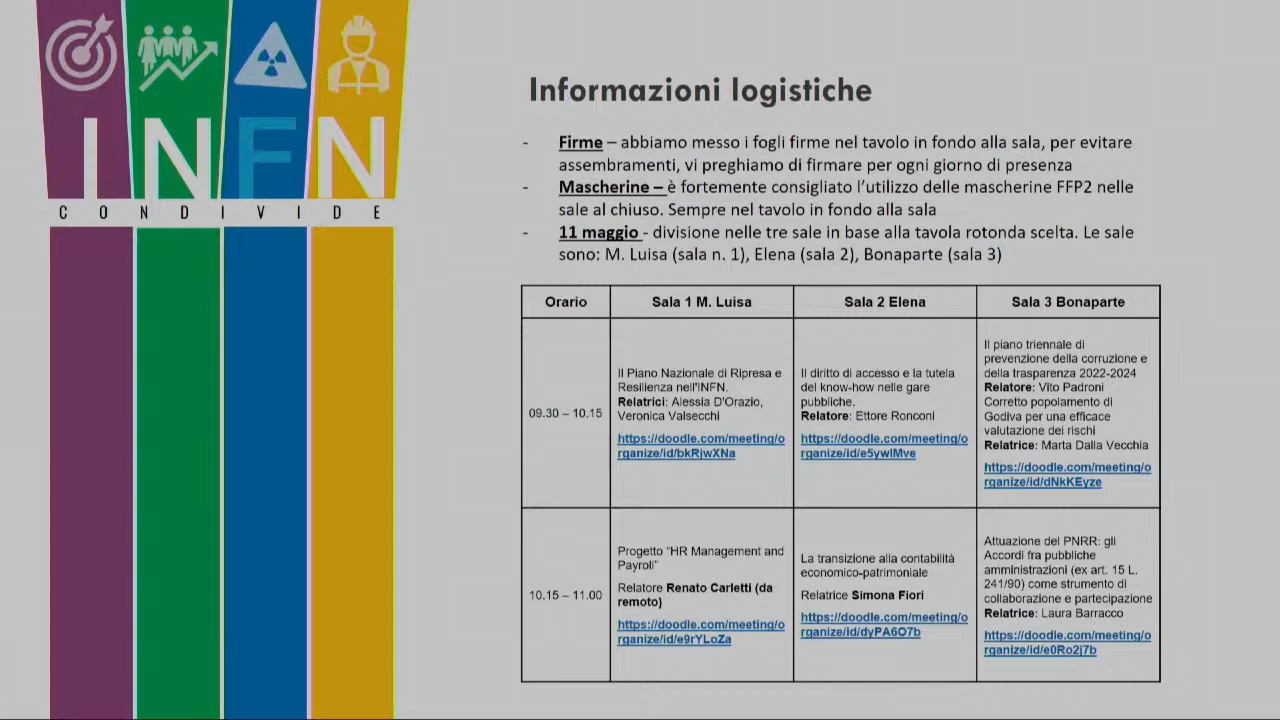 INFN
CONDIVIDE
Informazioni logistiche
- Firme – abbiamo messo i fogli firme nel tavolo in fondo alla sala, per evitare
assembramenti, vi preghiamo di firmare per ogni giorno di presenza
- Mascherine – è fortemente consigliato l'utilizzo delle mascherine FFP2 nelle
sale al chiuso. Sempre nel tavolo in fondo alla sala
- 11 maggio - divisione nelle tre sale in base alla tavola rotonda scelta. Le sale
sono: M. Luisa (sala n. 1), Elena (sala 2), Bonaparte (sala 3)
Orario
Sala 1 M. Luisa
Sala 2 Elena
Sala 3 Bonaparte
09.30 – 10.15
Il Piano Nazionale di Ripresa e
Resilienza nell'INFN.
Relatrici: Alessia D'Orazio,
Veronica Valsecchi
https://doodle.com/meeting/o
rganize/id/bkRjwXNa
Il diritto di accesso e la tutela
del know-how nelle gare
pubbliche.
Relatore: Ettore Ronconi
https://doodle.com/meeting/o
rganize/id/e5ywlMve
Il piano triennale di
prevenzione della corruzione e
della trasparenza 2022-2024
Relatore: Vito Padroni
Corretto popolamento di
Godiva per una efficace
valutazione dei rischi
Relatrice: Marta Dalla Vecchia
https://doodle.com/meeting/o
rganize/id/dNkKEyze
10.15 – 11.00
Progetto "HR Management and
Payroll"
Relatore Renato Carletti (da
remoto)
https://doodle.com/meeting/o
rganize/id/e9rYLoZa
La transizione alla contabilità
economico-patrimoniale
Relatrice Simona Fiori
https://doodle.com/meeting/o
rganize/id/dyPA6O7b
Attuazione del PNRR: gli
Accordi fra pubbliche
amministrazioni (ex art. 15 L.
241/90) come strumento di
collaborazione e partecipazione
Relatrice: Laura Barracco
https://doodle.com/meeting/o
rganize/id/e0Ro2j7b